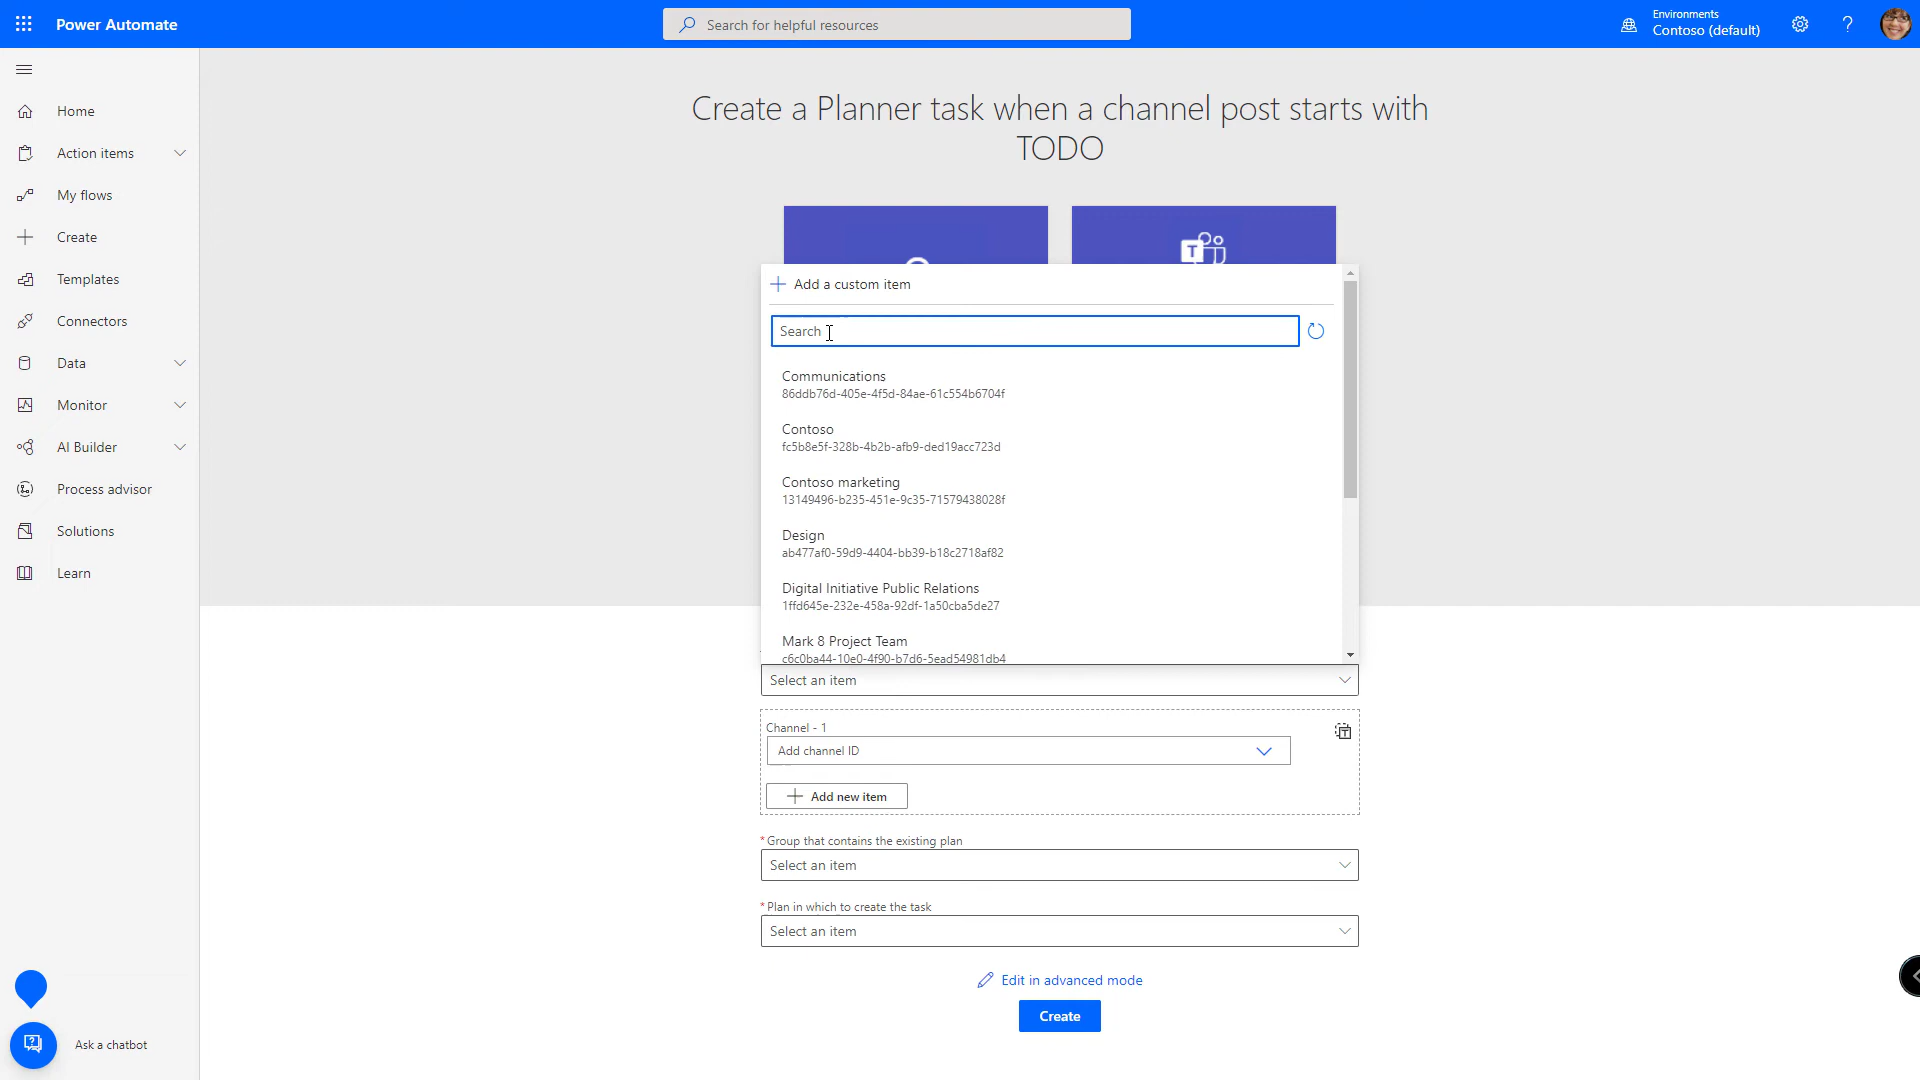 Power Automate
Search for helpful resources
Environments
Contoso (default)
Home
Action items
My flows
Create
Templates
Connectors
Data
Monitor
AI Builder
Process advisor
Solutions
Learn
Ask a chatbot
Create a Planner task when a channel post starts with
TODO
Add a custom item
Search
Communications
86ddb76d-405e-4f5d-84ae-61c554b6704f
Contoso
fc5b8e5f-328b-4b2b-afb9-ded19acc723d
Contoso marketing
13149496-b235-451e-9c35-71579438028f
Design
ab477af0-59d9-4404-bb39-b18c2718af82
Digital Initiative Public Relations
1ffd645e-232e-458a-92df-1a50cba5de27
Mark 8 Project Team
c6c0ba44-10e0-4f90-b7d6-5ead54981db4
Select an item
Channel - 1
Add channel ID
Add new item
* Group that contains the existing plan
Select an item
* Plan in which to create the task
Select an item
Edit in advanced mode
Create